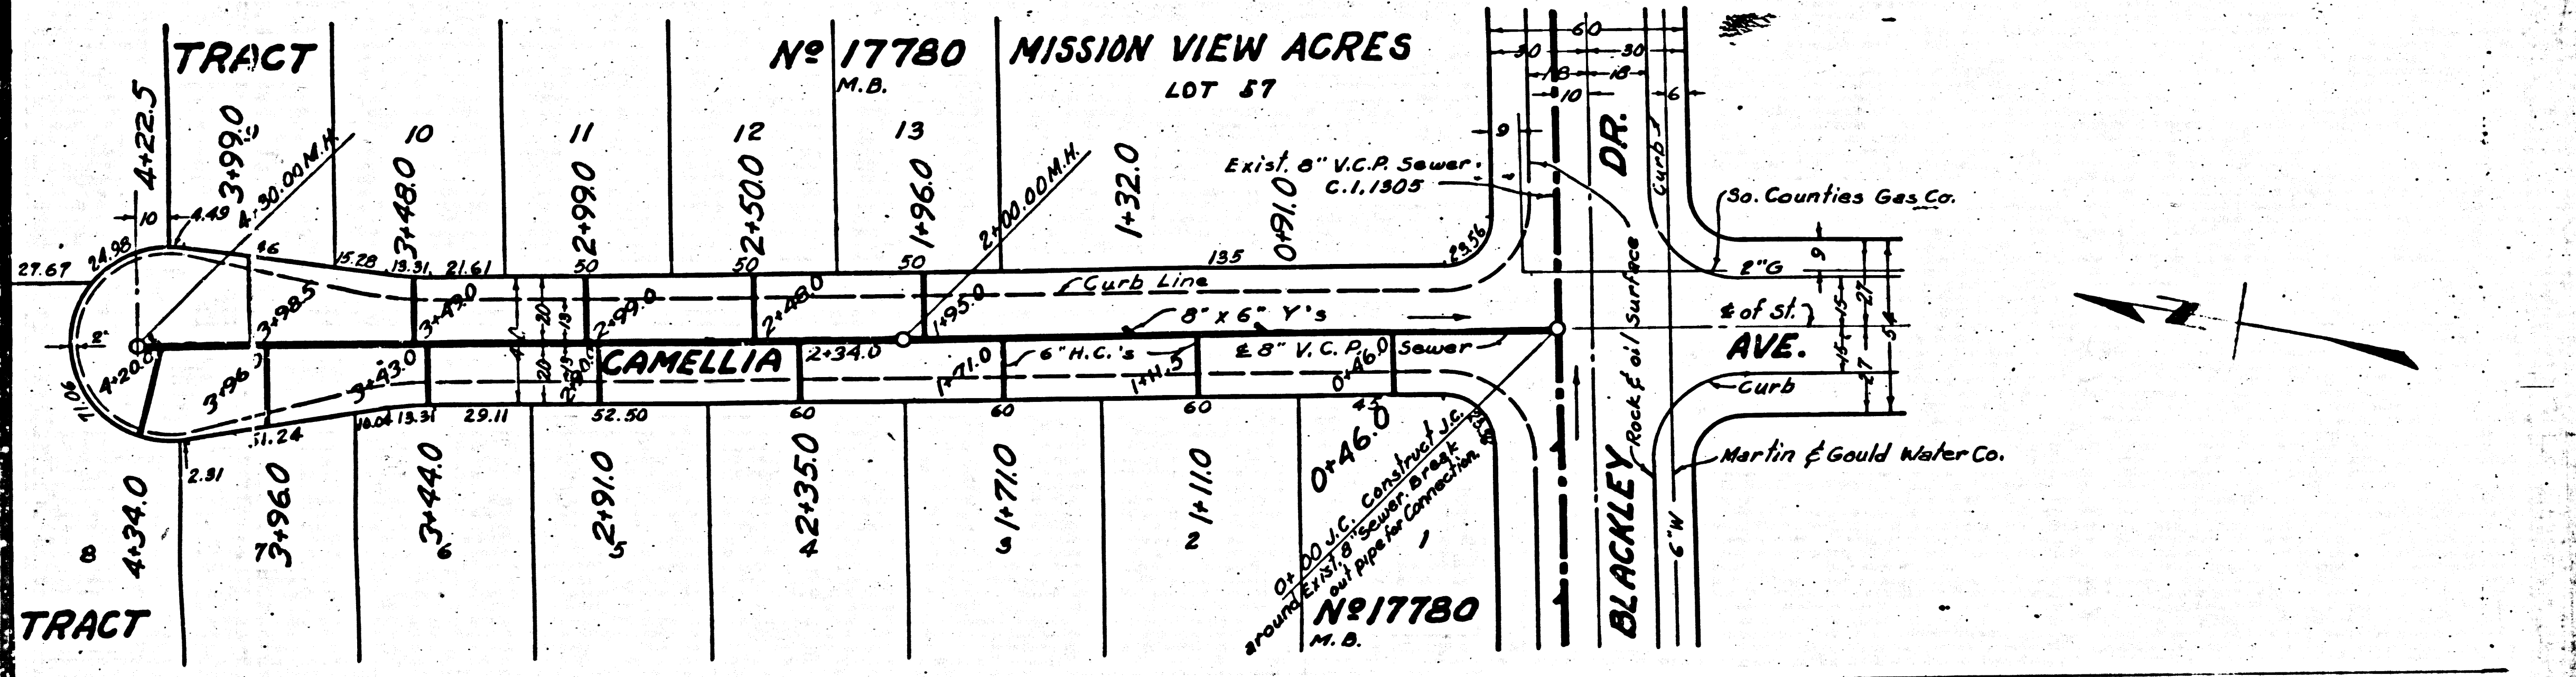 TRACT
Nº 17780
M.B.
MISSION VIEW ACRES
LOT 57
60
30
30
18
18
10
6
9
4+22.5
3+99.0
4+30.00 M.H.
10
3+48.0
11
2+99.0
12
2+50.0
13
1+96.0
2+00.00 M.H.
1+32.0
0+91.0
Exist. 8" V.C.P. Sewer
C.I. 1305
DR.
Curb
So. Counties Gas Co.
10
4.49
27.67
24.98
46
15.28
13.31
21.61
50
50
50
135
23.56
Curb Line
2"G
9
3+98.5
3+49.0
20
13
2+99.0
2+48.0
1+95.0
8" x 6" Y's
Rock & oil Surface
℄ of St.
15
27
54
2'
4+20.0
3+96
3+43.0
20
13
CAMELLIA
2+34.0
1+71.0
6" H.C.'s
1+11.5
℄ 8" V.C.P.
0+46.0
Sewer
AVE.
15
27
Curb
71.06
51.24
10.04
13.31
29.11
52.50
60
60
60
45
2.31
8
4+34.0
7
3+96.0
6
3+44.0
5
2+91.0
4
2+35.0
3
1+71.0
2
1+11.0
1
0+46.0
0+00 J.C. Construct J.C.
around Exist. 8" Sewer. Break
out pipe for Connection.
BLACKLEY
6"W
Martin & Gould Water Co.
TRACT
Nº 17780
M.B.